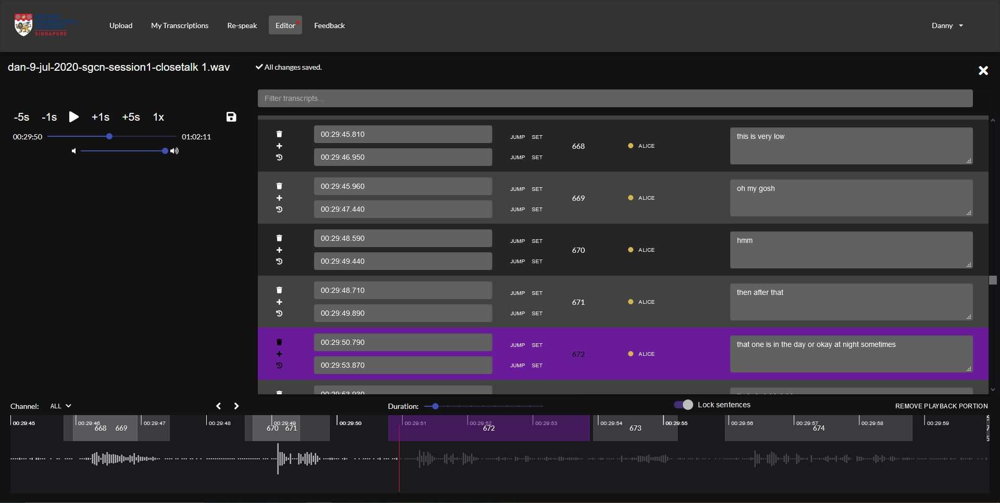 SINGAPORE
Upload My Transcriptions Re-speak Editor Feedback Danny
dan-9-jul-2020-sgcn-session1-closetalk 1.wav
All changes saved.
Filter transcripts...
-5s -1s +1s +5s 1x
00:29:50 01:02:11
00:29:45.810 JUMP SET
00:29:46.950 JUMP SET
668 ALICE
this is very low
00:29:45.960 JUMP SET
00:29:47.440 JUMP SET
669 ALICE
oh my gosh
00:29:48.590 JUMP SET
00:29:49.440 JUMP SET
670 ALICE
hmm
00:29:48.710 JUMP SET
00:29:49.890 JUMP SET
671 ALICE
then after that
00:29:50.790 JUMP SET
00:29:53.870 JUMP SET
672 ALICE
that one is in the day or okay at night sometimes
00:29:53.930
Channel: ALL Duration: Lock sentences REMOVE PLAYBACK PORTION
00:29:45 00:29:46 00:29:47 00:29:48 00:29:49 00:29:50 00:29:51 00:29:52 00:29:53 00:29:54 00:29:55 00:29:56 00:29:57 00:29:58 00:29:59
668 669 670 671 672 673 674